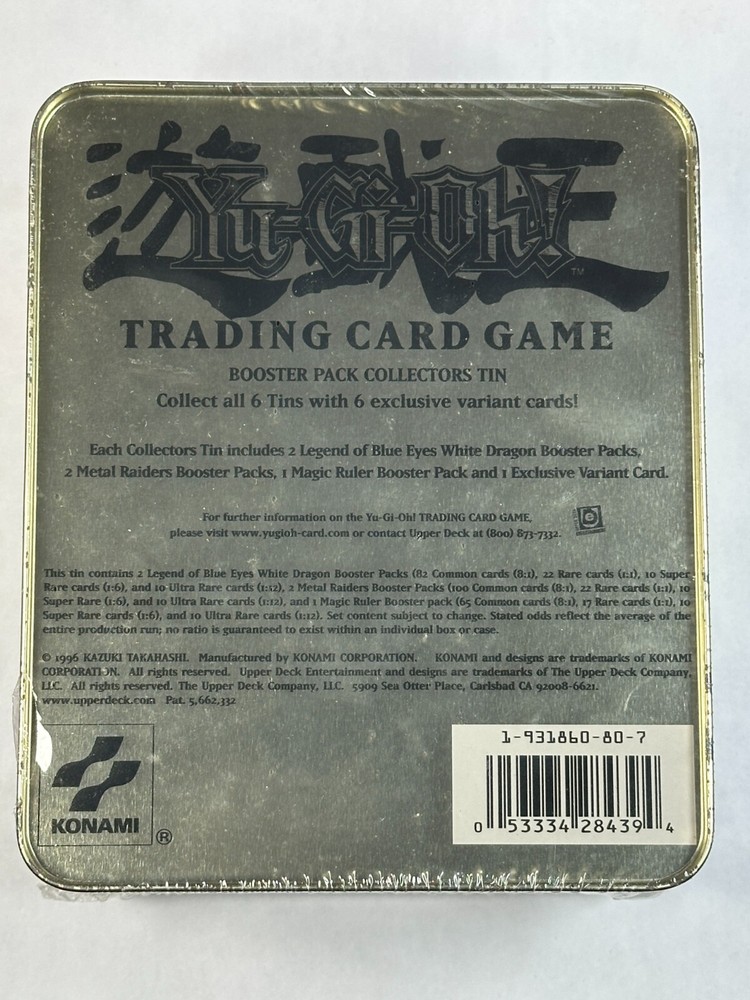 遊戯王
Yu-Gi-Oh!
™
TRADING CARD GAME
BOOSTER PACK COLLECTORS TIN
Collect all 6 Tins with 6 exclusive variant cards!
Each Collectors Tin includes 2 Legend of Blue Eyes White Dragon Booster Packs,
2 Metal Raiders Booster Packs, 1 Magic Ruler Booster Pack and 1 Exclusive Variant Card.
For further information on the Yu-Gi-Oh! TRADING CARD GAME,
please visit www.yugioh-card.com or contact Upper Deck at (800) 873-7332.
This tin contains 2 Legend of Blue Eyes White Dragon Booster Packs (82 Common cards (8:1), 22 Rare cards (1:1), 10 Super
Rare cards (1:6), and 10 Ultra Rare cards (1:12), 2 Metal Raiders Booster Packs (100 Common cards (8:1), 22 Rare cards (1:1), 10
Super Rare (1:6), and 10 Ultra Rare cards (1:12), and 1 Magic Ruler Booster pack (65 Common cards (8:1), 17 Rare cards (1:1), 10
Super Rare cards (1:6), and 10 Ultra Rare cards (1:12). Set content subject to change. Stated odds reflect the average of the
entire production run; no ratio is guaranteed to exist within an individual box or case.
© 1996 KAZUKI TAKAHASHI. Manufactured by KONAMI CORPORATION. KONAMI and designs are trademarks of KONAMI
CORPORATION. All rights reserved. Upper Deck Entertainment and designs are trademarks of The Upper Deck Company,
LLC. All rights reserved. The Upper Deck Company, LLC. 5909 Sea Otter Place, Carlsbad CA 92008-6621.
www.upperdeck.com Pat. 5,662,332
KONAMI ®
1-931860-80-7
0 53334 28439 4